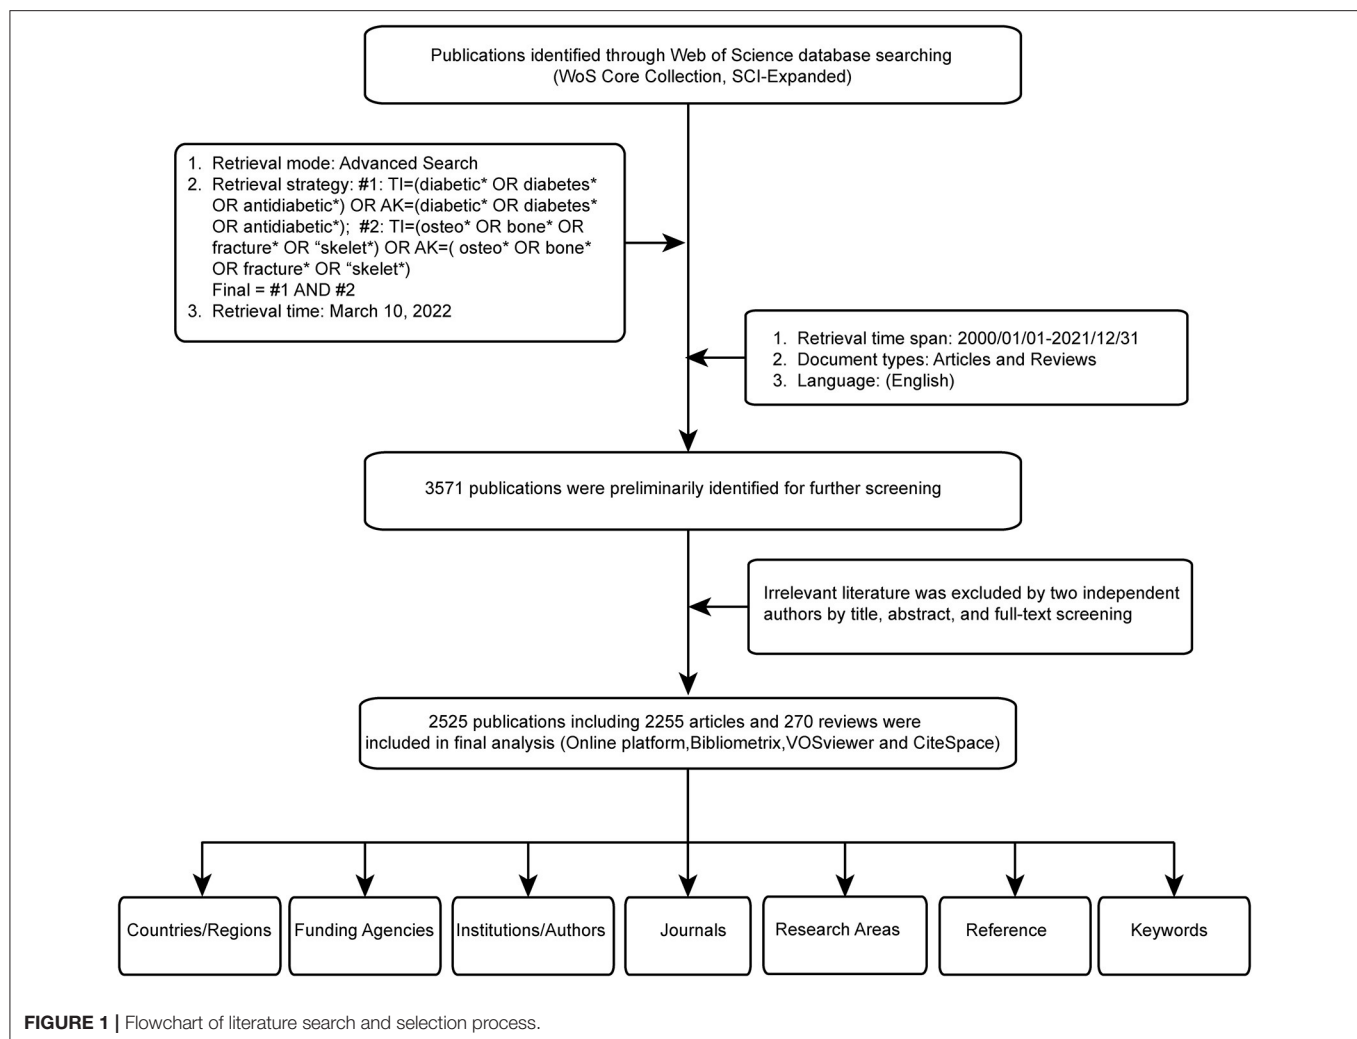 Publications identified through Web of Science database searching
(WoS Core Collection, SCI-Expanded)
1. Retrieval mode: Advanced Search
2. Retrieval strategy: #1: TI=(diabetic* OR diabetes*
OR antidiabetic*) OR AK=(diabetic* OR diabetes*
OR antidiabetic*); #2: TI=(osteo* OR bone* OR
fracture* OR “skelet*) OR AK=( osteo* OR bone*
OR fracture* OR “skelet*)
Final = #1 AND #2
3. Retrieval time: March 10, 2022
1. Retrieval time span: 2000/01/01-2021/12/31
2. Document types: Articles and Reviews
3. Language: (English)
3571 publications were preliminarily identified for further screening
Irrelevant literature was excluded by two independent
authors by title, abstract, and full-text screening
2525 publications including 2255 articles and 270 reviews were
included in final analysis (Online platform,Bibliometrix,VOSviewer and CiteSpace)
Countries/Regions
Funding Agencies
Institutions/Authors
Journals
Research Areas
Reference
Keywords
FIGURE 1 | Flowchart of literature search and selection process.